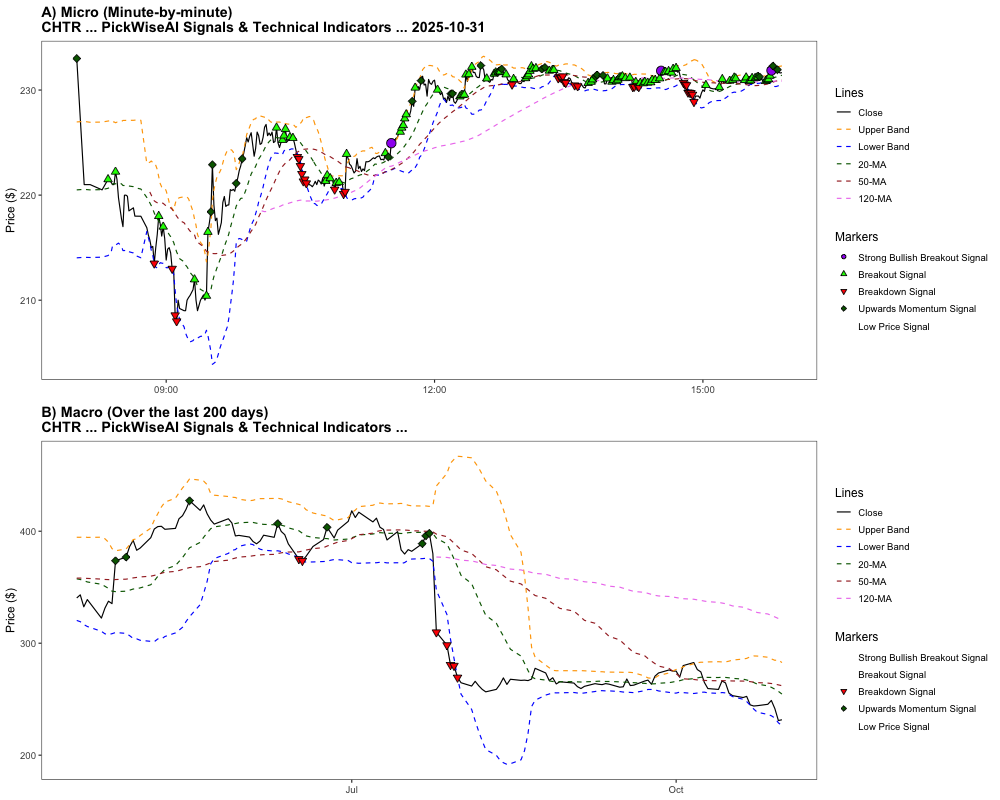 A) Micro (Minute-by-minute)
CHTR ... PickWiseAI Signals & Technical Indicators ... 2025-10-31
Price ($)
230
220
210
09:00
12:00
15:00
Lines
Close
Upper Band
Lower Band
20-MA
50-MA
120-MA
Markers
Strong Bullish Breakout Signal
Breakout Signal
Breakdown Signal
Upwards Momentum Signal
Low Price Signal
B) Macro (Over the last 200 days)
CHTR ... PickWiseAI Signals & Technical Indicators ...
Price ($)
400
300
200
Jul
Oct
Lines
Close
Upper Band
Lower Band
20-MA
50-MA
120-MA
Markers
Strong Bullish Breakout Signal
Breakout Signal
Breakdown Signal
Upwards Momentum Signal
Low Price Signal